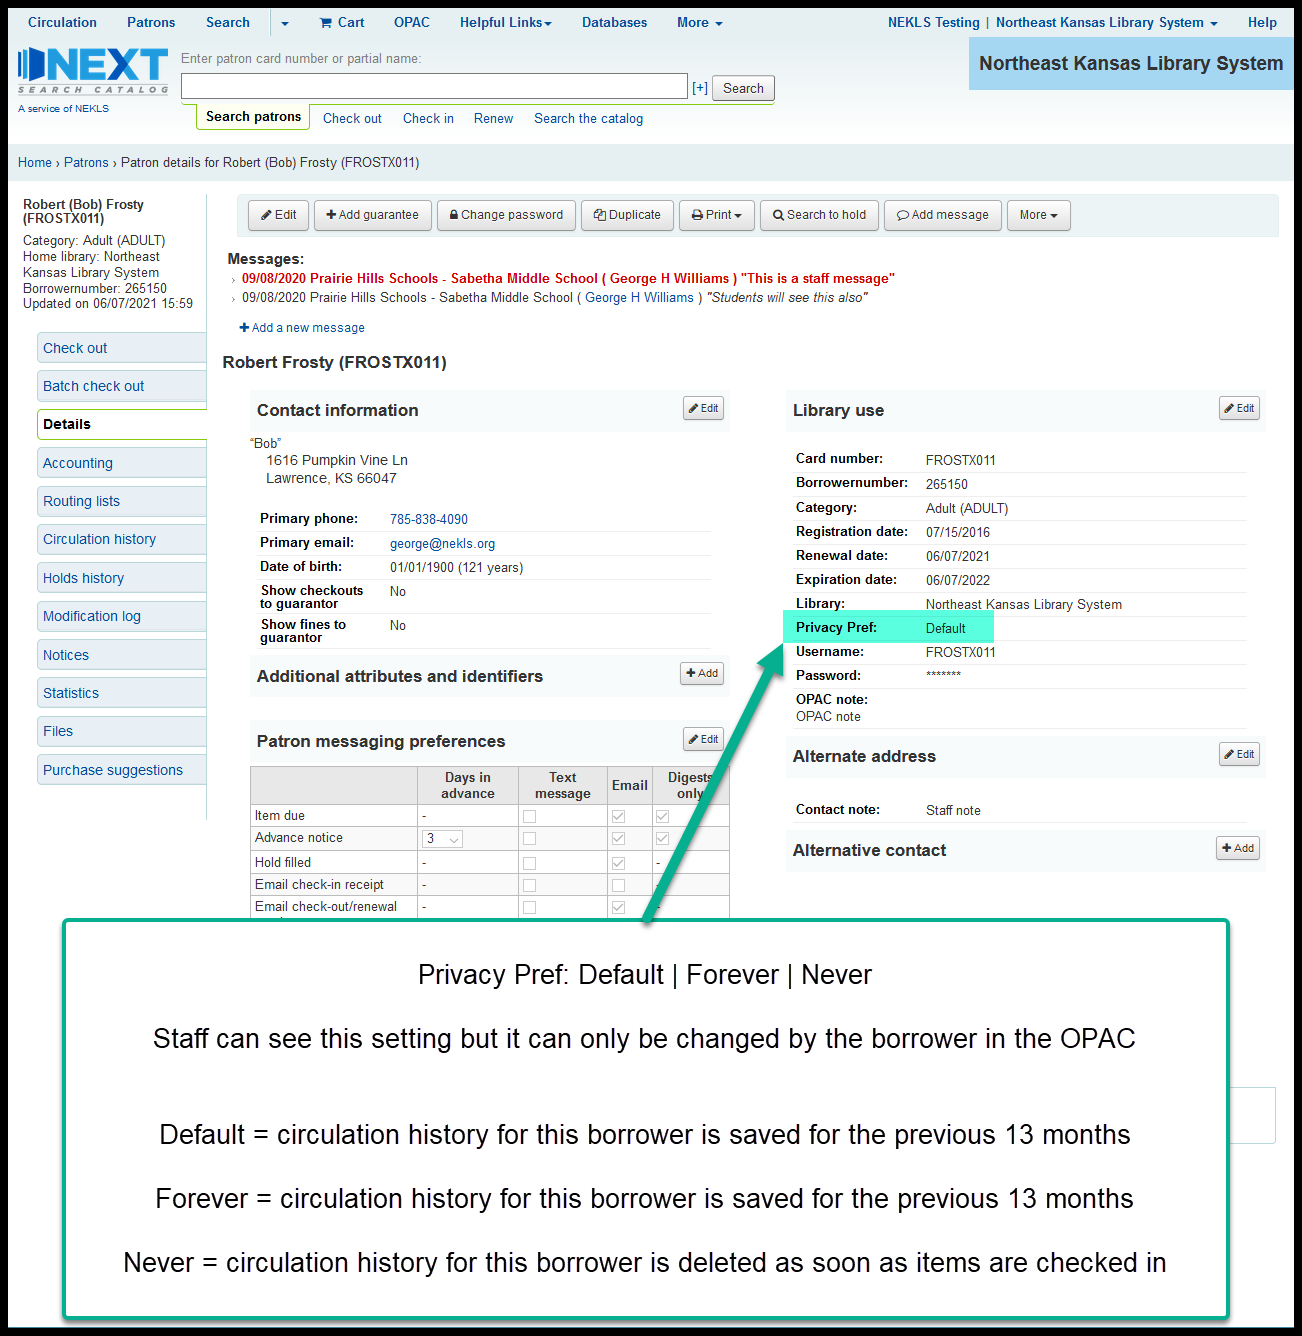 Circulation Patrons Search Cart OPAC Helpful Links Databases More NEKLS Testing | Northeast Kansas Library System Help
NEXT
SEARCH CATALOG
A service of NEKLS
Enter patron card number or partial name:
[+] Search
Northeast Kansas Library System
Search patrons Check out Check in Renew Search the catalog
Home › Patrons › Patron details for Robert (Bob) Frosty (FROSTX011)
Robert (Bob) Frosty
(FROSTX011)
Category: Adult (ADULT)
Home library: Northeast
Kansas Library System
Borrowernumber: 265150
Updated on 06/07/2021 15:59
Check out
Batch check out
Details
Accounting
Routing lists
Circulation history
Holds history
Modification log
Notices
Statistics
Files
Purchase suggestions
Edit + Add guarantee Change password Duplicate Print Search to hold Add message More
Messages:
› 09/08/2020 Prairie Hills Schools - Sabetha Middle School ( George H Williams ) "This is a staff message"
› 09/08/2020 Prairie Hills Schools - Sabetha Middle School ( George H Williams ) "Students will see this also"
+ Add a new message
Robert Frosty (FROSTX011)
Contact information Edit
“Bob”
1616 Pumpkin Vine Ln
Lawrence, KS 66047
Primary phone: 785-838-4090
Primary email: george@nekls.org
Date of birth: 01/01/1900 (121 years)
Show checkouts
to guarantor No
Show fines to
guarantor No
Additional attributes and identifiers + Add
Patron messaging preferences Edit
Days in
advance Text
message Email Digests
only
Item due -
Advance notice 3
Hold filled - -
Email check-in receipt - -
Email check-out/renewal - -
Library use Edit
Card number: FROSTX011
Borrowernumber: 265150
Category: Adult (ADULT)
Registration date: 07/15/2016
Renewal date: 06/07/2021
Expiration date: 06/07/2022
Library: Northeast Kansas Library System
Privacy Pref: Default
Username: FROSTX011
Password: *******
OPAC note:
OPAC note
Alternate address Edit
Contact note: Staff note
Alternative contact + Add
Privacy Pref: Default | Forever | Never
Staff can see this setting but it can only be changed by the borrower in the OPAC
Default = circulation history for this borrower is saved for the previous 13 months
Forever = circulation history for this borrower is saved for the previous 13 months
Never = circulation history for this borrower is deleted as soon as items are checked in